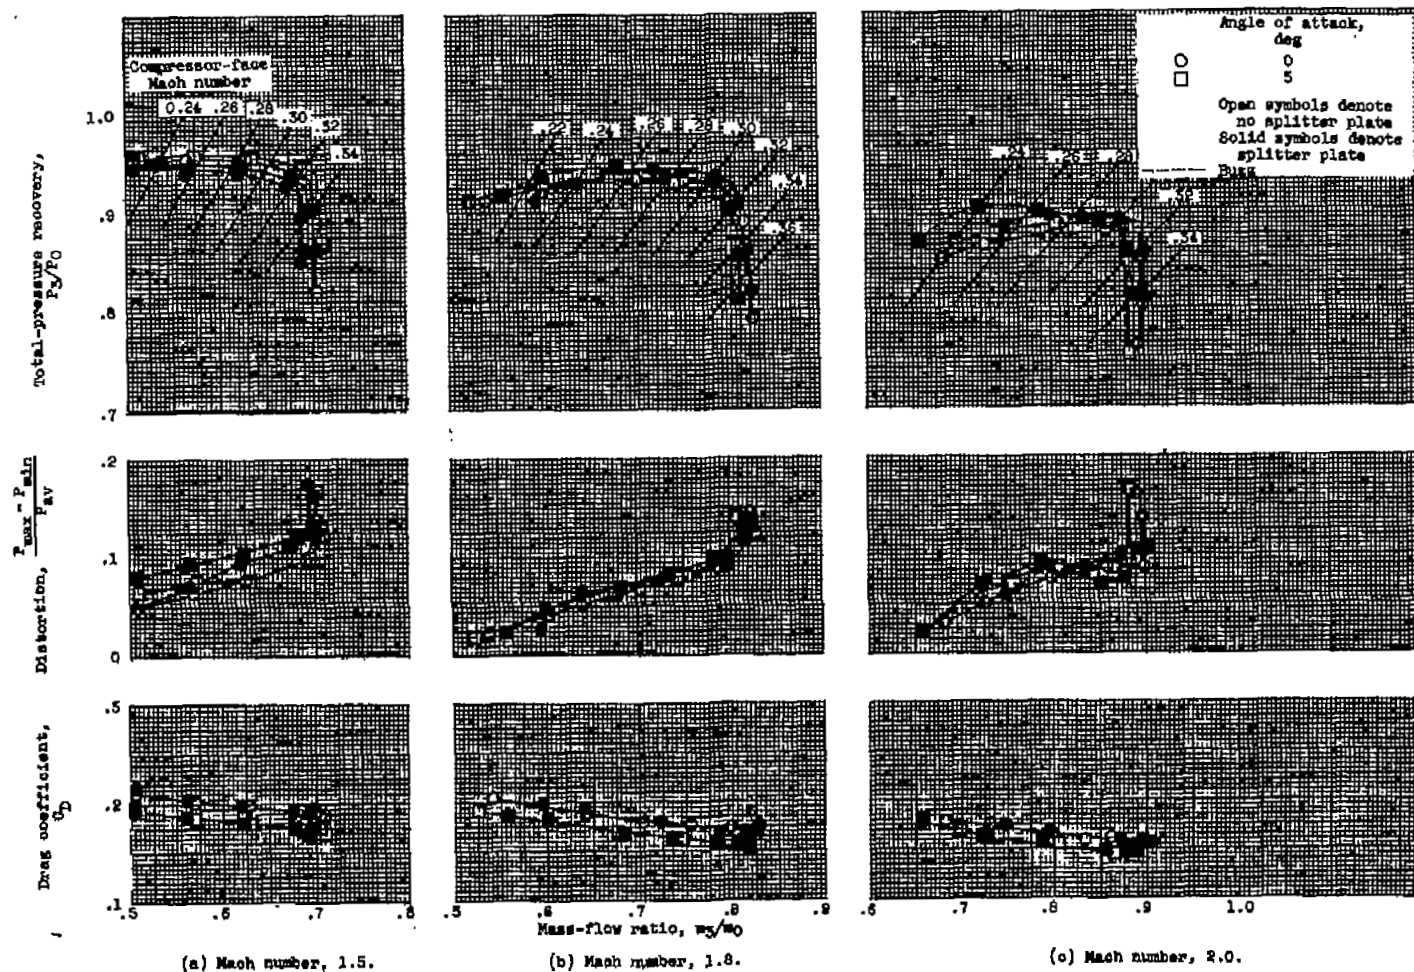 Compressor-face
Mach number
0.24 .26 .28 .30 .32 .34
.22 .24 .26 .28 .30 .32 .34 .36
.24 .26 .28 .34
Angle of attack,
deg
○ 0
□ 5
Open symbols denote
no splitter plate
Solid symbols denote
splitter plate
Buzz
Total-pressure recovery,
P3/P0
1.0
.9
.8
.7
Distortion, Pmax - Pmin
Pav
.2
.1
0
Drag coefficient,
CD
.3
.2
.1
.5 .6 .7 .8
.5 .6 .7 .8 .9
.6 .7 .8 .9 1.0
Mass-flow ratio, m3/m0
(a) Mach number, 1.5.
(b) Mach number, 1.8.
(c) Mach number, 2.0.